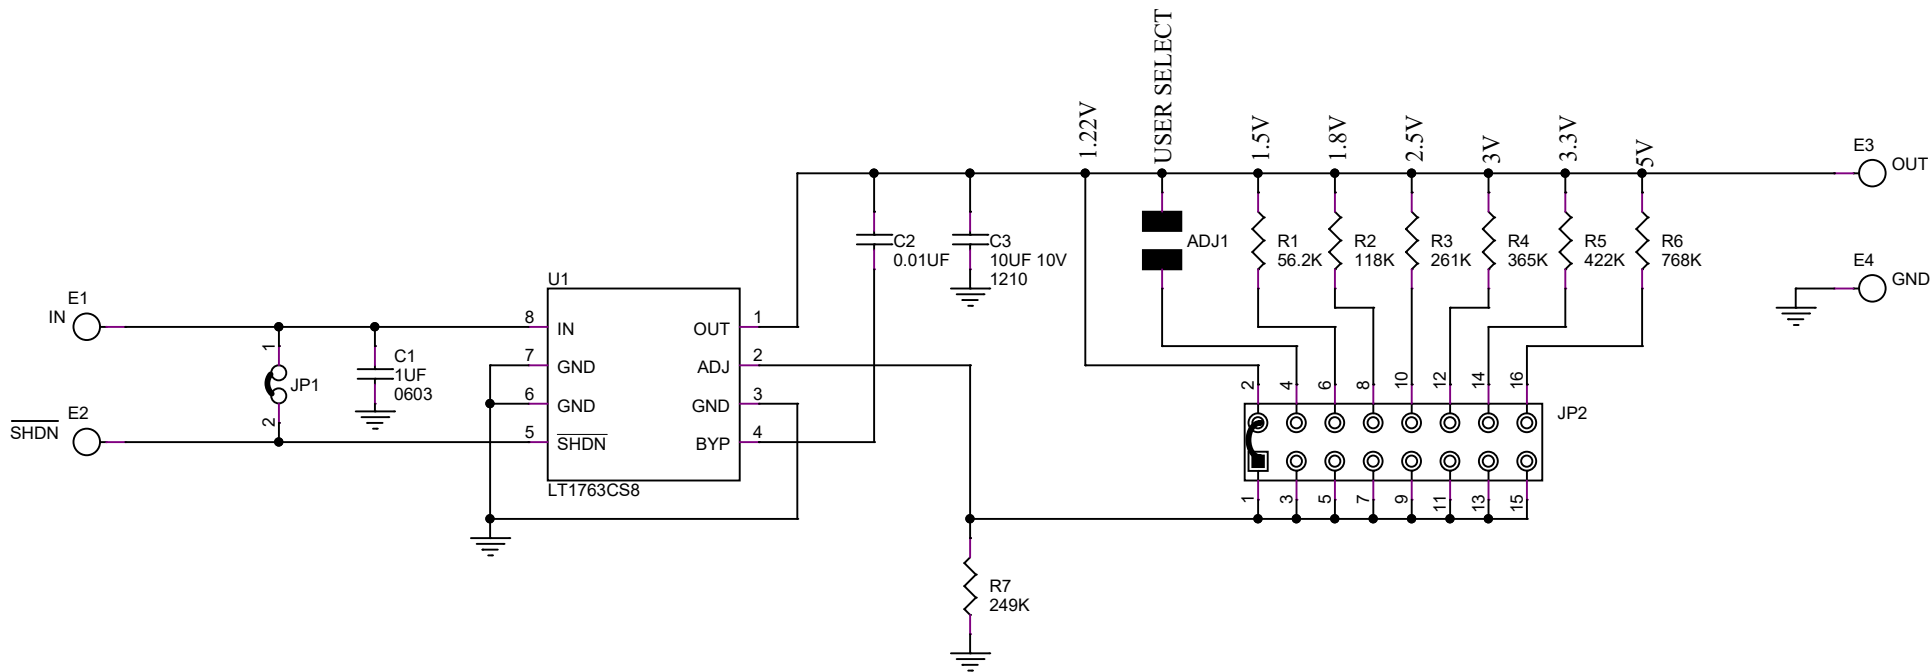 1.22V
USER SELECT
1.5V
1.8V
2.5V
3V
3.3V
5V
E3
OUT
C2
0.01UF
C3
10UF 10V
1210
ADJ1
R1
56.2K
R2
118K
R3
261K
R4
365K
R5
422K
R6
768K
E4
GND
E1
IN
U1
8
IN
7
GND
6
GND
5
SHDN
OUT
1
ADJ
2
GND
3
BYP
4
LT1763CS8
1
JP1
2
C1
1UF
0603
E2
SHDN
2
4
6
8
10
12
14
16
JP2
1
3
5
7
9
11
13
15
R7
249K